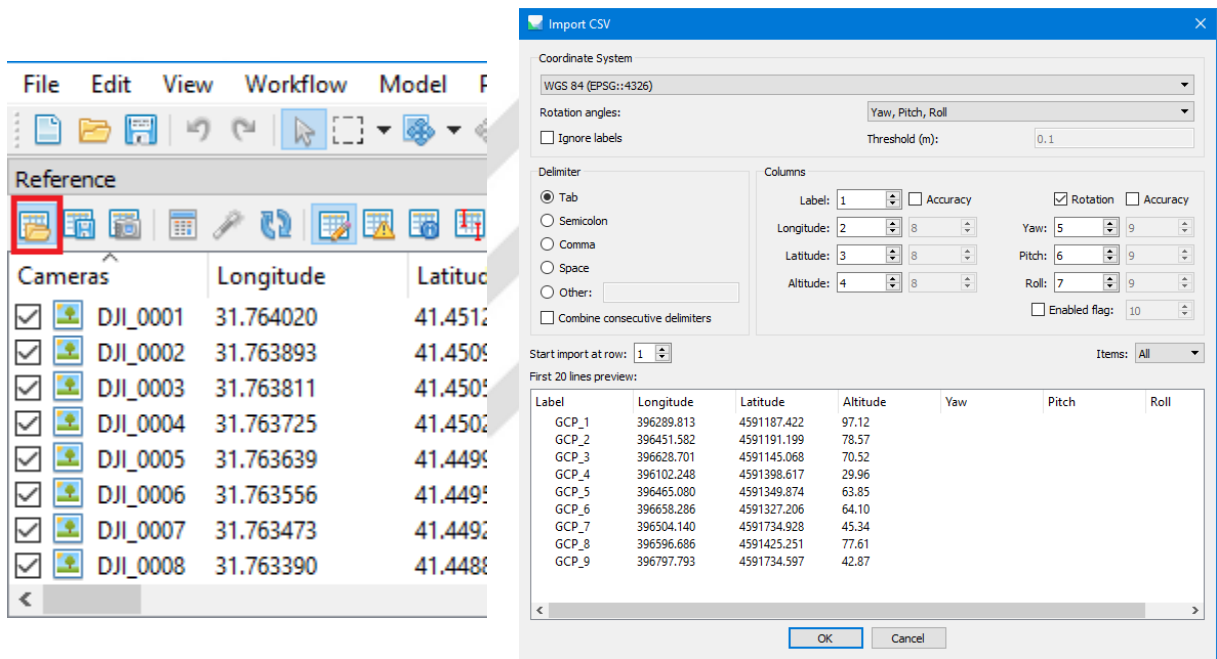 File Edit View Workflow Model
Reference
Cameras Longitude
DJI_0001 31.764020
DJI_0002 31.763893
DJI_0003 31.763811
DJI_0004 31.763725
DJI_0005 31.763639
DJI_0006 31.763556
DJI_0007 31.763473
DJI_0008 31.763390
Import CSV
Coordinate System
WGS 84 (EPSG::4326)
Rotation angles: Yaw, Pitch, Roll
Ignore labels Threshold (m): 0.1
Delimiter
Tab
Semicolon
Comma
Space
Other:
Combine consecutive delimiters
Columns
Label: 1 Accuracy Rotation Accuracy
Longitude: 2 8 Yaw: 5 9
Latitude: 3 8 Pitch: 6 9
Altitude: 4 8 Roll: 7 9
Enabled flag: 10
Start import at row: 1 Items: All
First 20 lines preview:
Label Longitude Latitude Altitude Yaw Pitch Roll
GCP_1 396289.813 4591187.422 97.12
GCP_2 396451.582 4591191.199 78.57
GCP_3 396628.701 4591145.068 70.52
GCP_4 396102.248 4591398.617 29.96
GCP_5 396465.080 4591349.874 63.85
GCP_6 396658.286 4591327.206 64.10
GCP_7 396504.140 4591734.928 45.34
GCP_8 396596.686 4591425.251 77.61
GCP_9 396797.793 4591734.597 42.87
OK Cancel